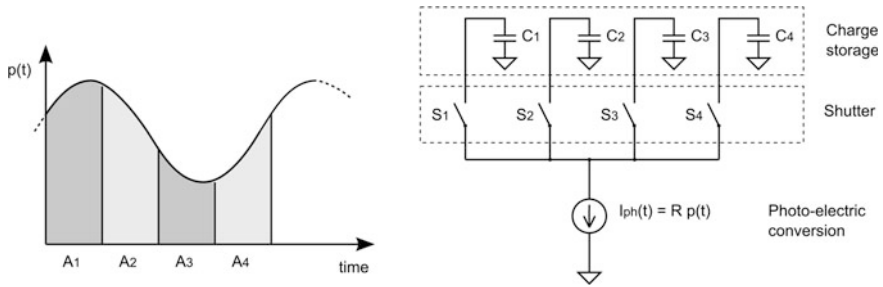 p(t)
A1
A2
A3
A4
time
C1
C2
C3
C4
Charge
storage
S1
S2
S3
S4
Shutter
Iph(t) = R p(t)
Photo-electric
conversion